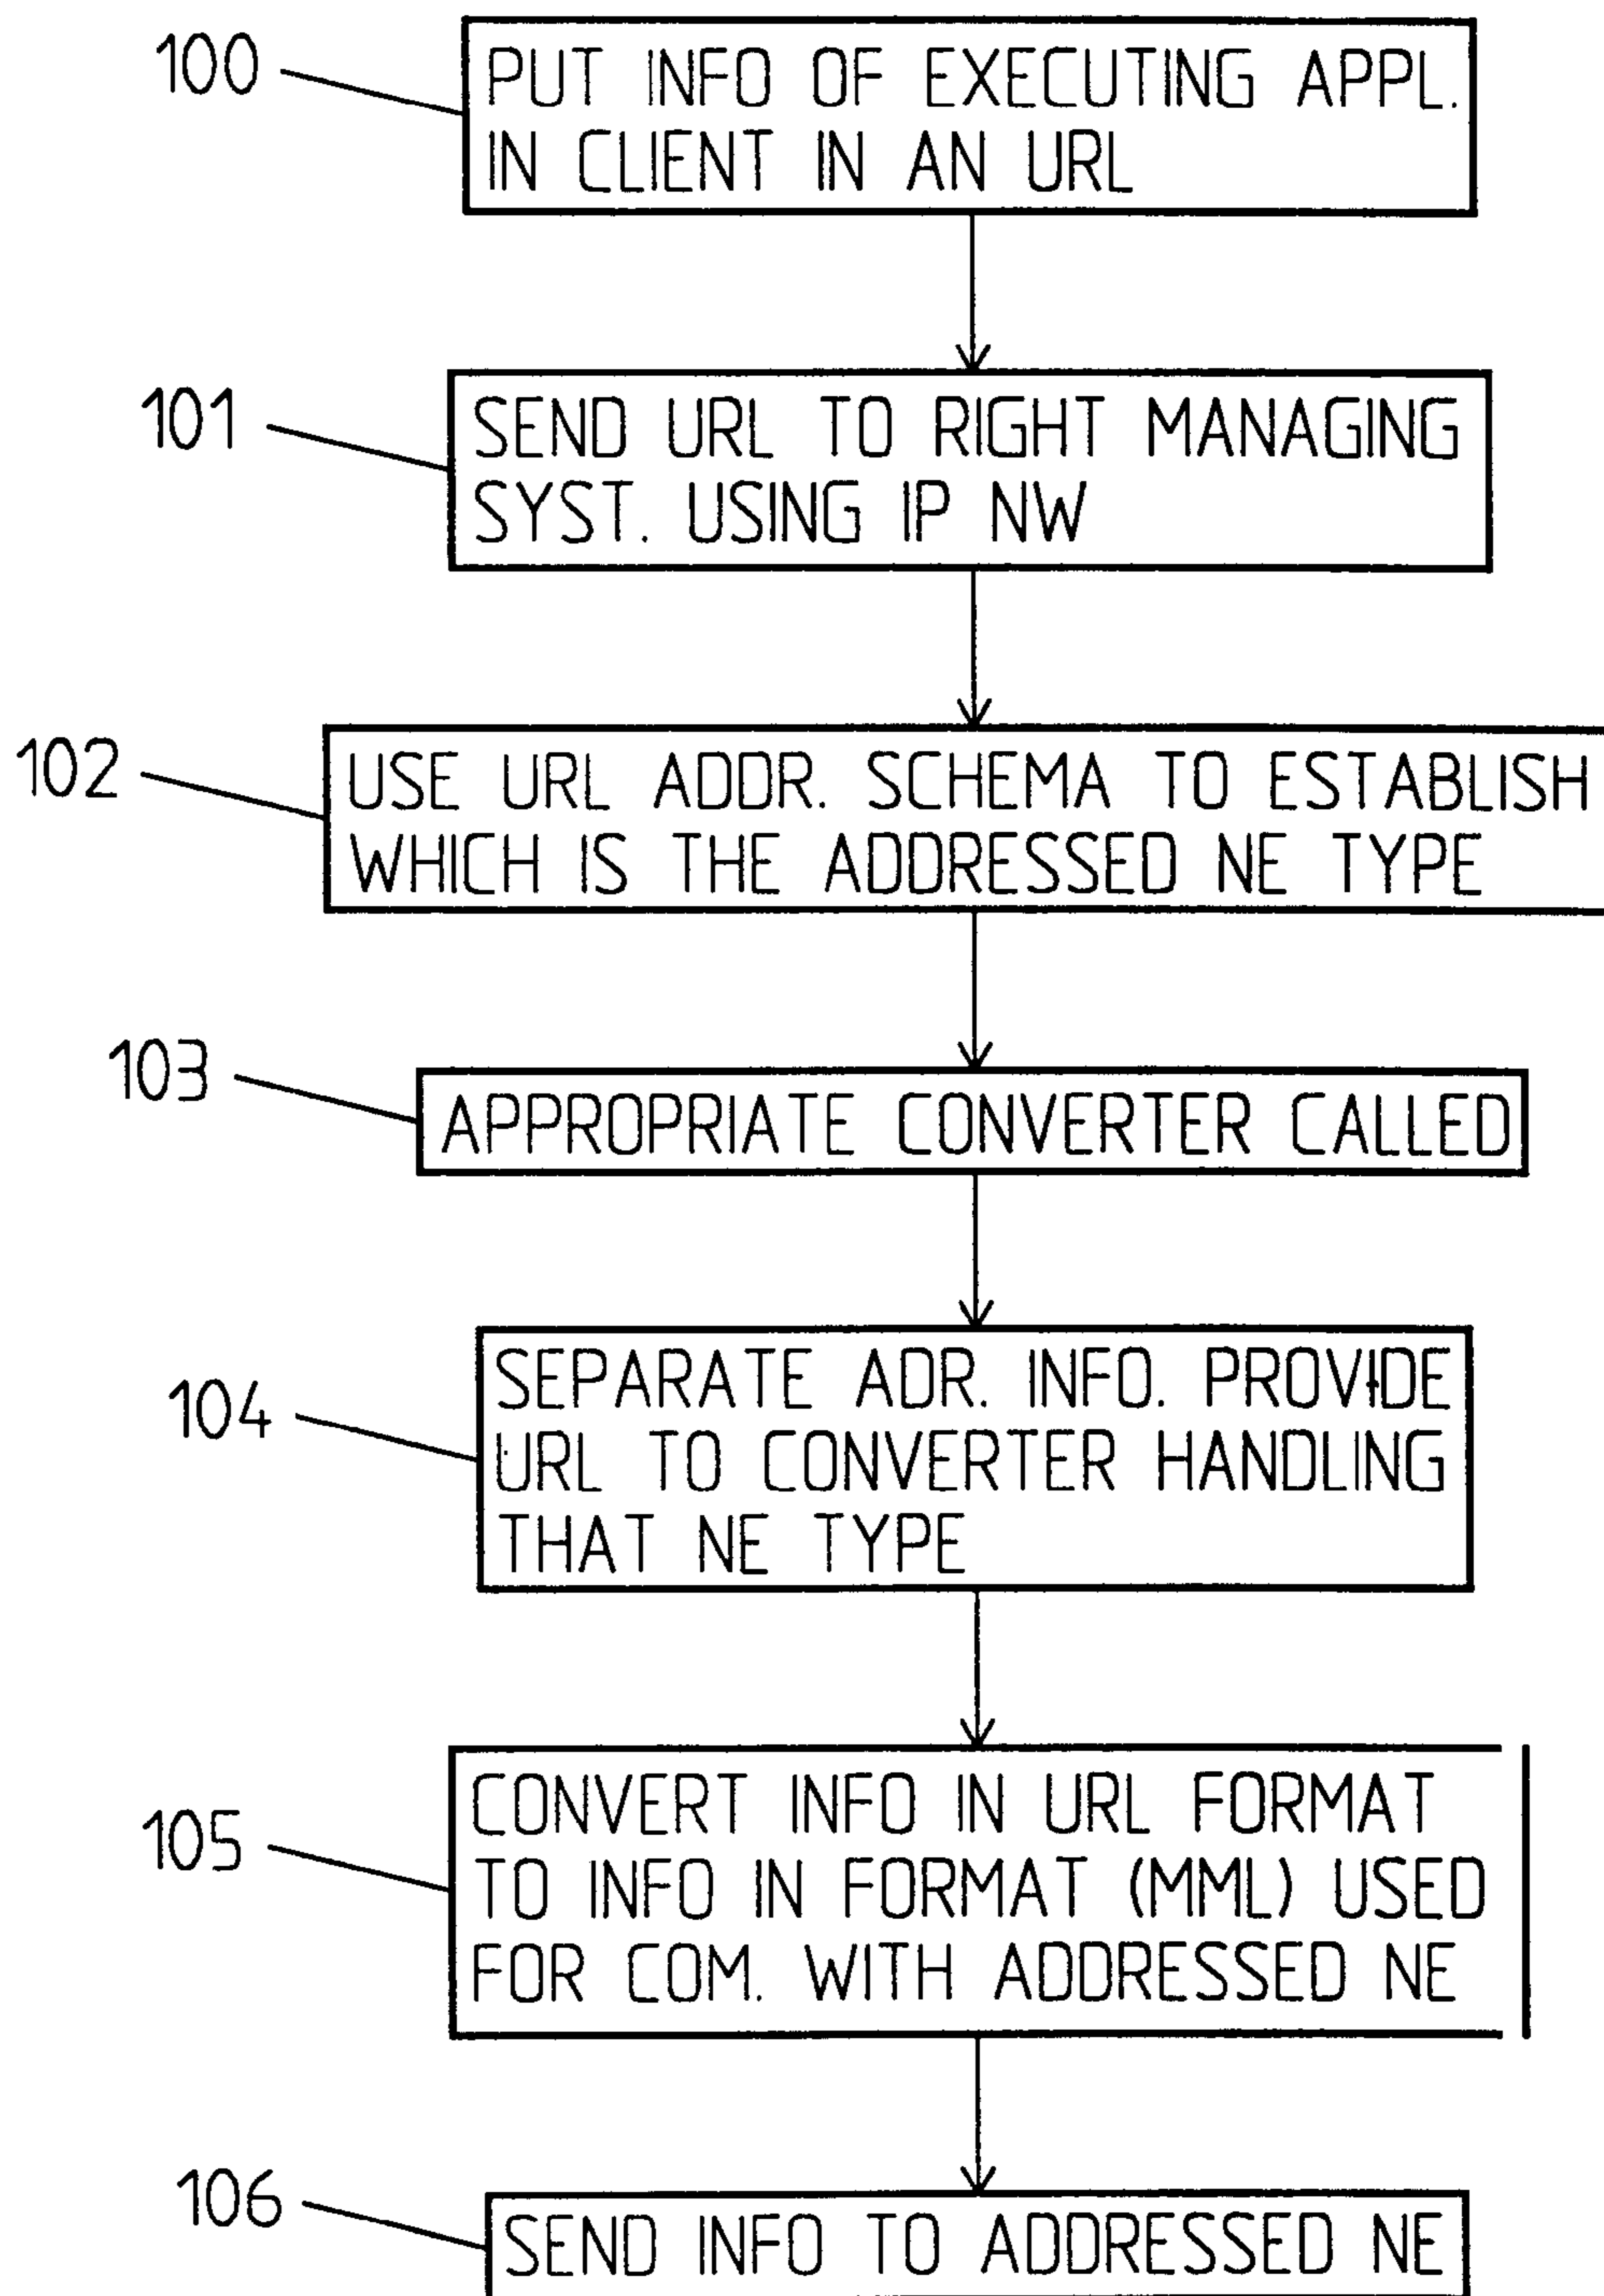 100
PUT INFO OF EXECUTING APPL.
IN CLIENT IN AN URL
101
SEND URL TO RIGHT MANAGING
SYST. USING IP NW
102
USE URL ADDR. SCHEMA TO ESTABLISH
WHICH IS THE ADDRESSED NE TYPE
103
APPROPRIATE CONVERTER CALLED
104
SEPARATE ADR. INFO. PROVIDE
URL TO CONVERTER HANDLING
THAT NE TYPE
105
CONVERT INFO IN URL FORMAT
TO INFO IN FORMAT (MML) USED
FOR COM. WITH ADDRESSED NE
106
SEND INFO TO ADDRESSED NE